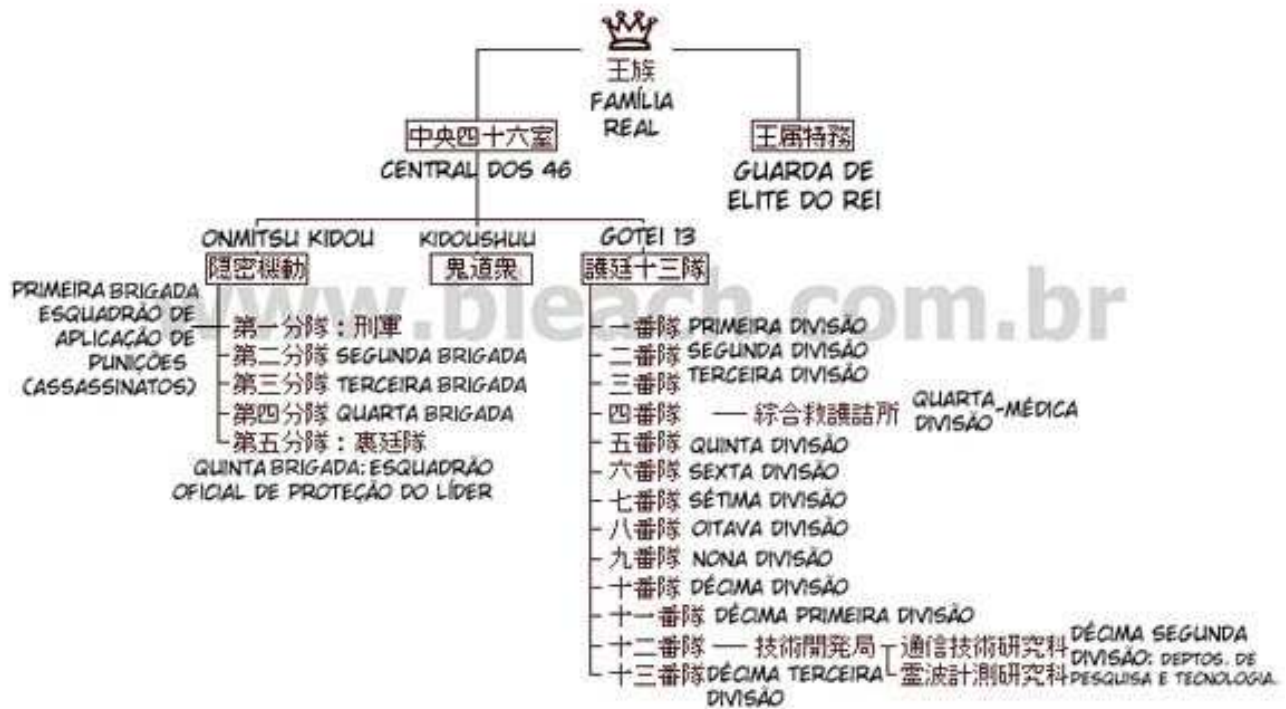 王族
FAMÍLIA
REAL
中央四十六室
CENTRAL DOS 46
王属特務
GUARDA DE
ELITE DO REI
ONMITSU KIDOU
隠密機動
KIDOUSHUU
鬼道衆
GOTEI 13
護廷十三隊
www.bleach.com.br
PRIMEIRA BRIGADA
ESQUADRÃO DE
APLICAÇÃO DE
PUNIÇÕES
(ASSASSINATOS)
第一分隊：刑軍
第二分隊 SEGUNDA BRIGADA
第三分隊 TERCEIRA BRIGADA
第四分隊 QUARTA BRIGADA
第五分隊：裏廷隊
QUINTA BRIGADA: ESQUADRÃO
OFICIAL DE PROTEÇÃO DO LÍDER
一番隊 PRIMEIRA DIVISÃO
二番隊 SEGUNDA DIVISÃO
三番隊 TERCEIRA DIVISÃO
四番隊 — 綜合救護詰所 QUARTA
DIVISÃO-MÉDICA
五番隊 QUINTA DIVISÃO
六番隊 SEXTA DIVISÃO
七番隊 SÉTIMA DIVISÃO
八番隊 OITAVA DIVISÃO
九番隊 NONA DIVISÃO
十番隊 DÉCIMA DIVISÃO
十一番隊 DÉCIMA PRIMEIRA DIVISÃO
十二番隊 — 技術開発局
通信技術研究科
霊波計測研究科
DÉCIMA SEGUNDA
DIVISÃO: DEPTOS. DE
PESQUISA E TECNOLOGIA.
十三番隊 DÉCIMA TERCEIRA
DIVISÃO